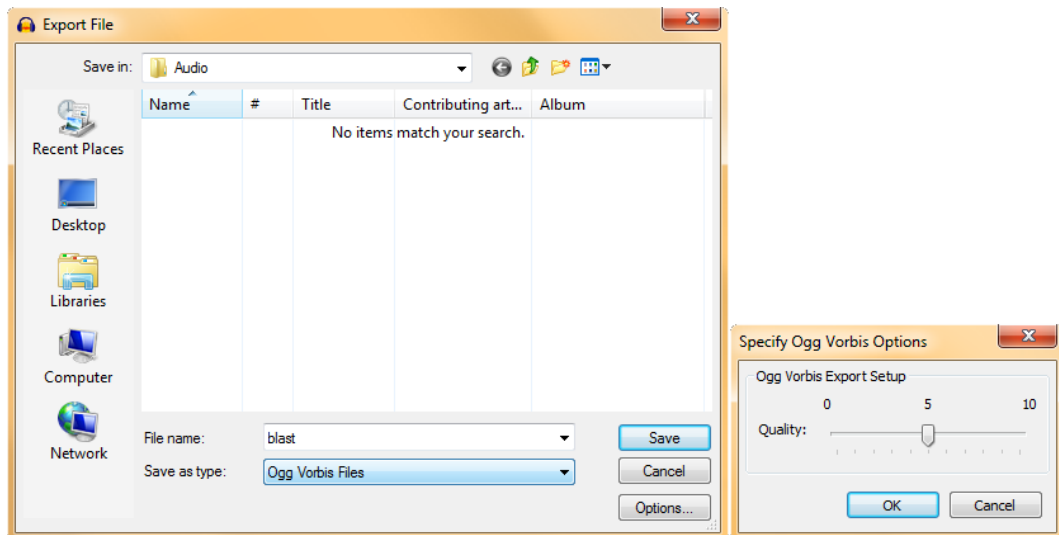 Export File
Save in:
Audio
Recent Places
Desktop
Libraries
Computer
Network
Name # Title Contributing art... Album
No items match your search.
File name: blast Save
Save as type: Ogg Vorbis Files Cancel
Options...
Specify Ogg Vorbis Options
Ogg Vorbis Export Setup
0 5 10
Quality:
OK Cancel